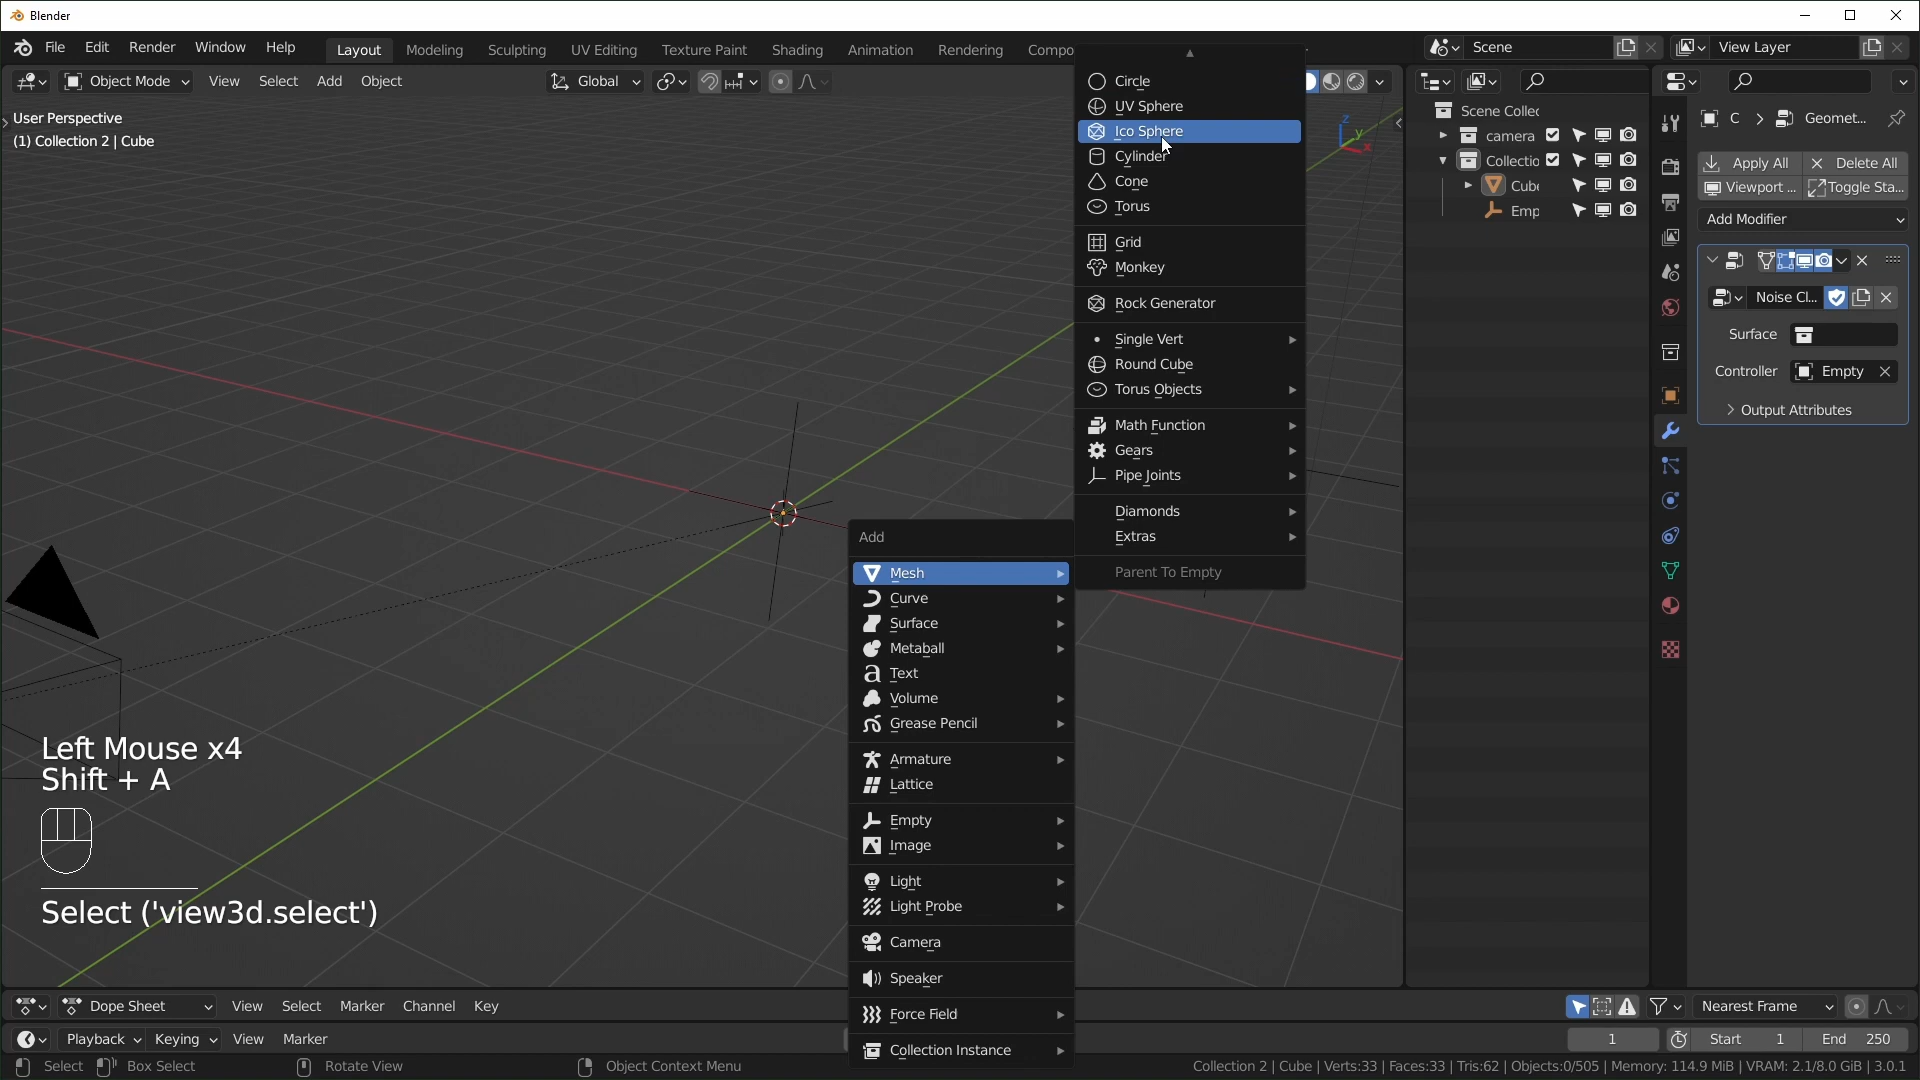 Blender
File Edit Render Window Help Layout Modeling Sculpting UV Editing Texture Paint Shading Animation Rendering Compo Scene View Layer
Object Mode View Select Add Object Global
User Perspective
(1) Collection 2 | Cube
Circle
UV Sphere
Ico Sphere
Cylinder
Cone
Torus
Grid
Monkey
Rock Generator
Single Vert
Round Cube
Torus Objects
Math Function
Gears
Pipe Joints
Diamonds
Extras
Parent To Empty
Z
Y
X
Scene Collec
camera
Collectio
Cube
Emp
C > Geomet...
Apply All Delete All
Viewport ... Toggle Sta...
Add Modifier
Noise Cl...
Surface
Controller Empty
Output Attributes
Add
Mesh
Curve
Surface
Metaball
Text
Volume
Grease Pencil
Armature
Lattice
Empty
Image
Light
Light Probe
Camera
Speaker
Force Field
Collection Instance
Left Mouse x4
Shift + A
Select ('view3d.select')
Dope Sheet View Select Marker Channel Key Nearest Frame
Playback Keying View Marker 1 Start 1 End 250
Select Box Select Rotate View Object Context Menu Collection 2 | Cube | Verts:33 | Faces:33 | Tris:62 | Objects:0/505 | Memory: 114.9 MiB | VRAM: 2.1/8.0 GiB | 3.0.1